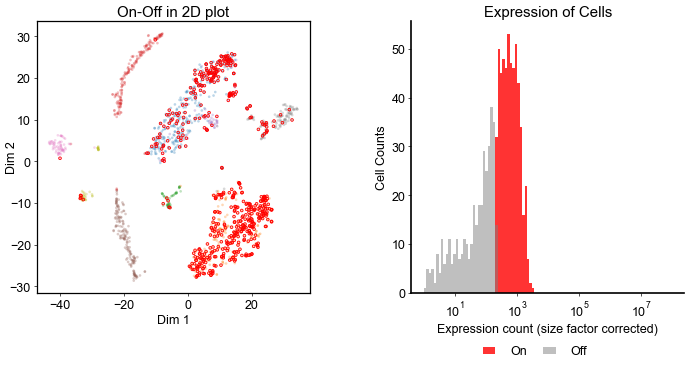 On-Off in 2D plot
Dim 2
30
20
10
0
−10
−20
−30
−40
−20
0
20
Dim 1
Expression of Cells
Cell Counts
50
40
30
20
10
0
10^1
10^3
10^5
10^7
Expression count (size factor corrected)
On
Off